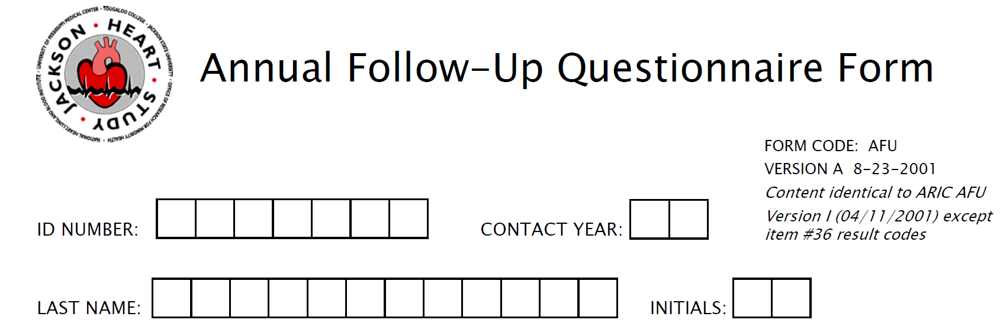 JACKSON • HEART • STUDY •
UNIVERSITY OF MISSISSIPPI MEDICAL CENTER • TOUGALOO COLLEGE • JACKSON STATE UNIVERSITY • OFFICE OF RESEARCH FOR MINORITY HEALTH • NATIONAL HEART, LUNG, AND BLOOD INSTITUTE •
Annual Follow-Up Questionnaire Form
FORM CODE: AFU
VERSION A 8-23-2001
Content identical to ARIC AFU
Version I (04/11/2001) except
item #36 result codes
ID NUMBER:
CONTACT YEAR:
LAST NAME:
INITIALS: